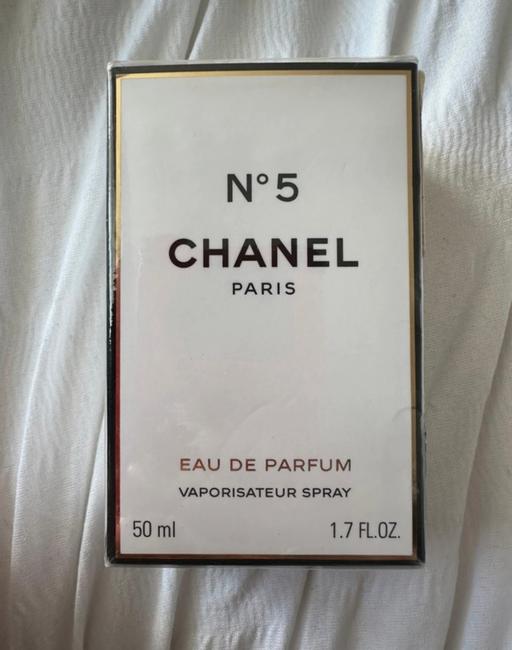 N° 5
CHANEL
PARIS
EAU DE PARFUM
VAPORISATEUR SPRAY
50 ml 1.7 FL.OZ.